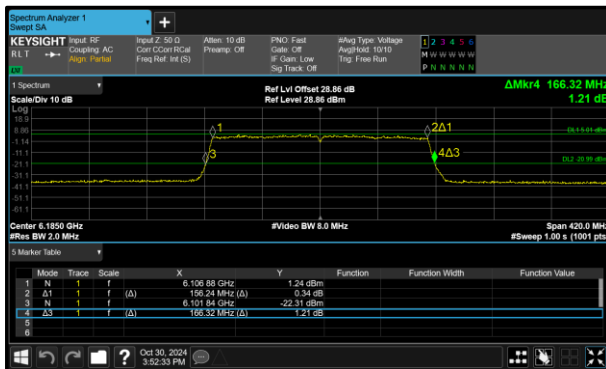 Spectrum Analyzer 1
Swept SA
+
KEYSIGHT Input: RF Input Z: 50 Ω Atten: 10 dB PNO: Fast #Avg Type: Voltage 1 2 3 4 5 6
RLT Coupling: AC Corr CCorr RCal Preamp: Off Gate: Off Avg|Hold: 10/10 M W W W W W
Align: Partial Freq Ref: Int (S) IF Gain: Low Trig: Free Run P N N N N N
Sig Track: Off
1 Spectrum Ref Lvl Offset 28.86 dB ΔMkr4 166.32 MHz
Scale/Div 10 dB Ref Level 28.86 dBm 1.21 dB
Log
18.9
8.86 1 2Δ1 DL1 5.01 dBm
-1.14
-11.1 3 4Δ3
-21.1 DL2 -20.99 dBm
-31.1
-41.1
-51.1
-61.1
Center 6.1850 GHz #Video BW 8.0 MHz Span 420.0 MHz
#Res BW 2.0 MHz #Sweep 1.00 s (1001 pts)
5 Marker Table
Mode Trace Scale X Y Function Function Width Function Value
1 N 1 f 6.106 88 GHz 1.24 dBm
2 Δ1 1 f (Δ) 156.24 MHz (Δ) 0.34 dB
3 N 1 f 6.101 84 GHz -22.31 dBm
4 Δ3 1 f (Δ) 166.32 MHz (Δ) 1.21 dB
5
6
? Oct 30, 2024
3:52:33 PM